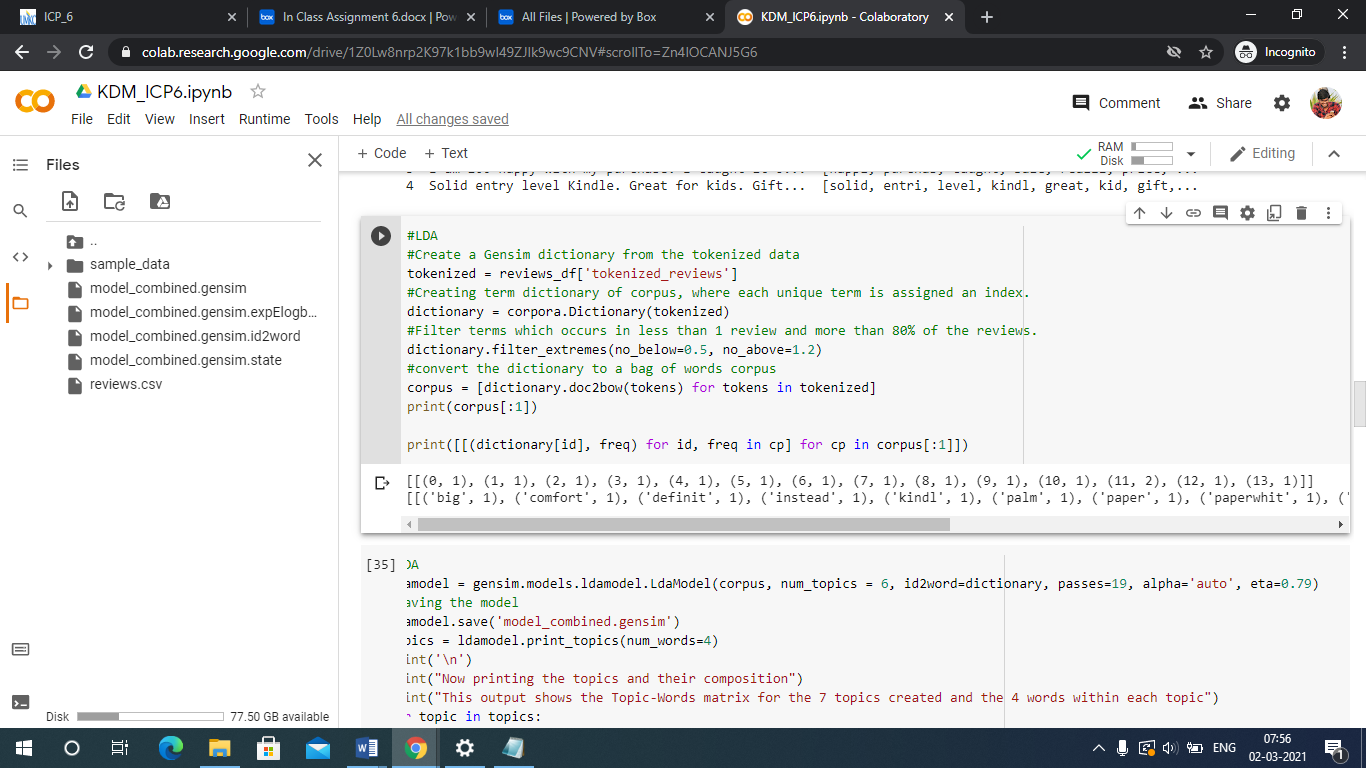 ICP_6
In Class Assignment 6.docx | Pow
All Files | Powered by Box
KDM_ICP6.ipynb - Colaboratory
colab.research.google.com/drive/1Z0Lw8nrp2K97k1bb9wI49ZJIk9wc9CNV#scrollTo=Zn4IOCANJ5G6
Incognito
KDM_ICP6.ipynb
File Edit View Insert Runtime Tools Help All changes saved
Comment Share
Files
+ Code + Text
RAM
Disk
Editing
..
sample_data
model_combined.gensim
model_combined.gensim.expElogb...
model_combined.gensim.id2word
model_combined.gensim.state
reviews.csv
Disk 77.50 GB available
4 Solid entry level Kindle. Great for kids. Gift... [solid, entri, level, kindl, great, kid, gift,...
#LDA
#Create a Gensim dictionary from the tokenized data
tokenized = reviews_df['tokenized_reviews']
#Creating term dictionary of corpus, where each unique term is assigned an index.
dictionary = corpora.Dictionary(tokenized)
#Filter terms which occurs in less than 1 review and more than 80% of the reviews.
dictionary.filter_extremes(no_below=0.5, no_above=1.2)
#convert the dictionary to a bag of words corpus
corpus = [dictionary.doc2bow(tokens) for tokens in tokenized]
print(corpus[:1])
print([[(dictionary[id], freq) for id, freq in cp] for cp in corpus[:1]])
[[(0, 1), (1, 1), (2, 1), (3, 1), (4, 1), (5, 1), (6, 1), (7, 1), (8, 1), (9, 1), (10, 1), (11, 2), (12, 1), (13, 1)]]
[[('big', 1), ('comfort', 1), ('definit', 1), ('instead', 1), ('kindl', 1), ('palm', 1), ('paper', 1), ('paperwhit', 1), ('
[35] DA
amodel = gensim.models.ldamodel.LdaModel(corpus, num_topics = 6, id2word=dictionary, passes=19, alpha='auto', eta=0.79)
aving the model
amodel.save('model_combined.gensim')
pics = ldamodel.print_topics(num_words=4)
int('\n')
int("Now printing the topics and their composition")
int("This output shows the Topic-Words matrix for the 7 topics created and the 4 words within each topic")
r topic in topics:
ENG
07:56
02-03-2021
1